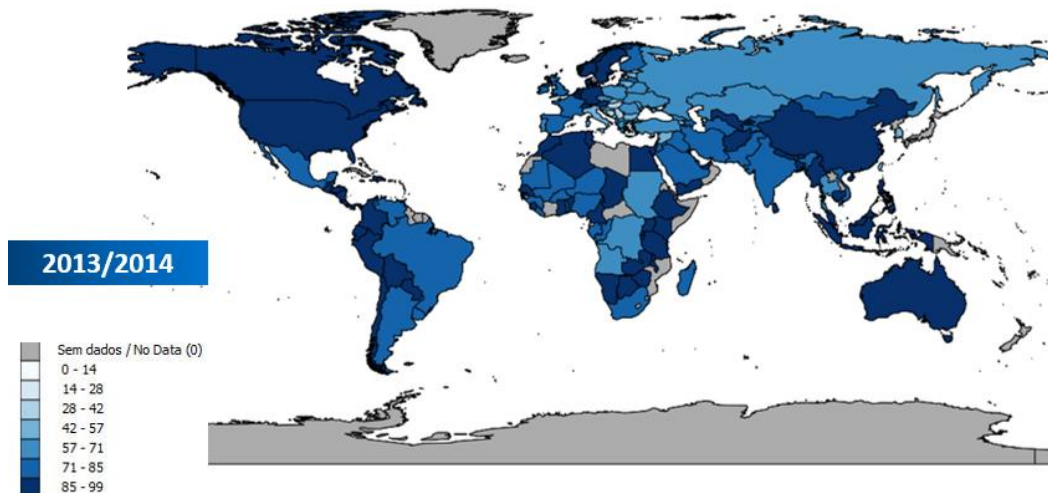 2013/2014
Sem dados / No Data (0)
0 - 14
14 - 28
28 - 42
42 - 57
57 - 71
71 - 85
85 - 99